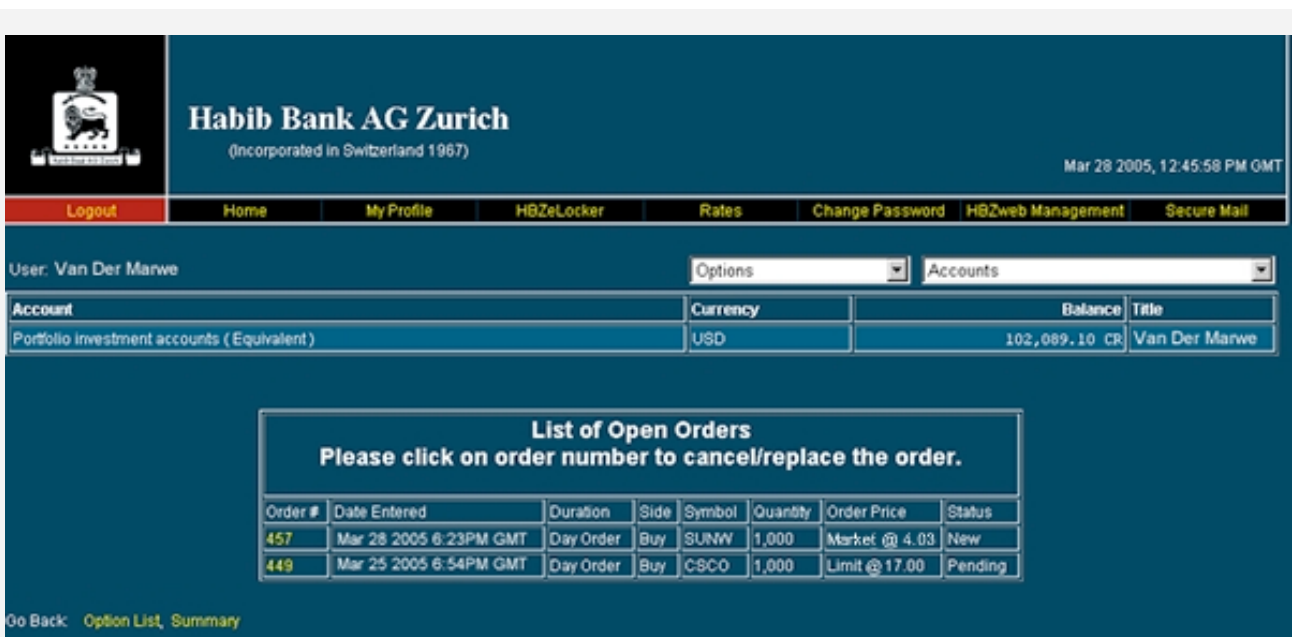 Habib Bank AG Zurich
(Incorporated in Switzerland 1967)
Mar 28 2005, 12:45:58 PM GMT
Logout Home My Profile HBZeLocker Rates Change Password HBZweb Management Secure Mail
User: Van Der Marwe Options Accounts
Account Currency Balance Title
Portfolio investment accounts ( Equivalent ) USD 102,089.10 CR Van Der Marwe
List of Open Orders
Please click on order number to cancel/replace the order.
Order # Date Entered Duration Side Symbol Quantity Order Price Status
457 Mar 28 2005 6:23PM GMT Day Order Buy SUNW 1,000 Market @ 4.03 New
449 Mar 25 2005 6:54PM GMT Day Order Buy CSCO 1,000 Limit @ 17.00 Pending
Go Back: Option List, Summary